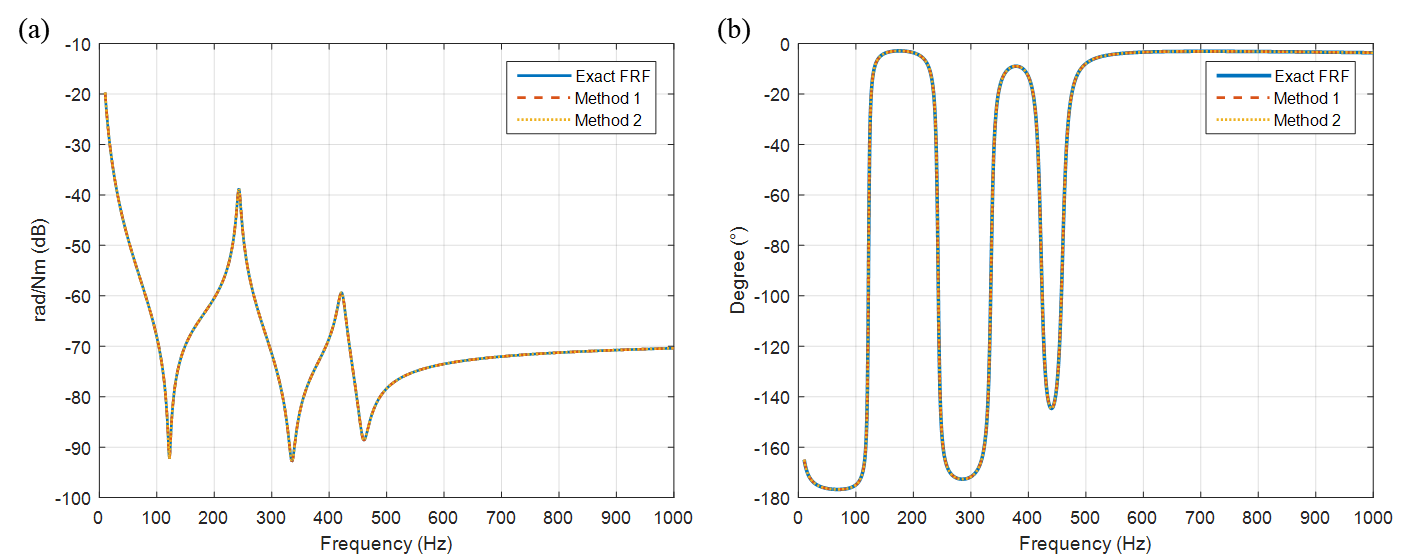 (a)
-10
-20
-30
-40
-50
-60
-70
-80
-90
-100
rad/Nm (dB)
0 100 200 300 400 500 600 700 800 900 1000
Frequency (Hz)
Exact FRF
Method 1
Method 2
(b)
0
-20
-40
-60
-80
-100
-120
-140
-160
-180
Degree (°)
0 100 200 300 400 500 600 700 800 900 1000
Frequency (Hz)
Exact FRF
Method 1
Method 2